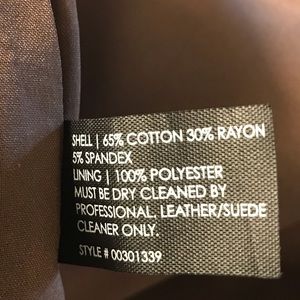 SHELL | 65% COTTON 30% RAYON
5% SPANDEX
LINING | 100% POLYESTER
MUST BE DRY CLEANED BY
PROFESSIONAL. LEATHER/SUEDE
CLEANER ONLY.
STYLE # 00301339